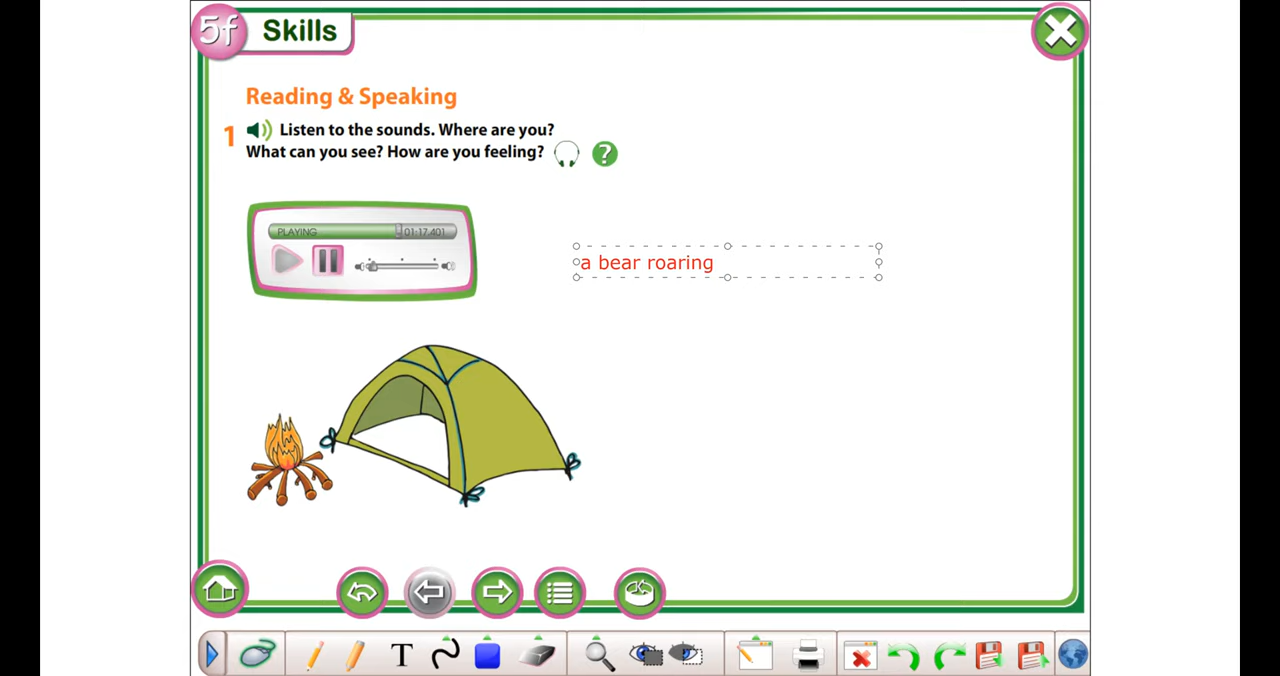 5f Skills
Reading & Speaking
1 Listen to the sounds. Where are you?
What can you see? How are you feeling?
?
PLAYING 01:17.401
a bear roaring
T